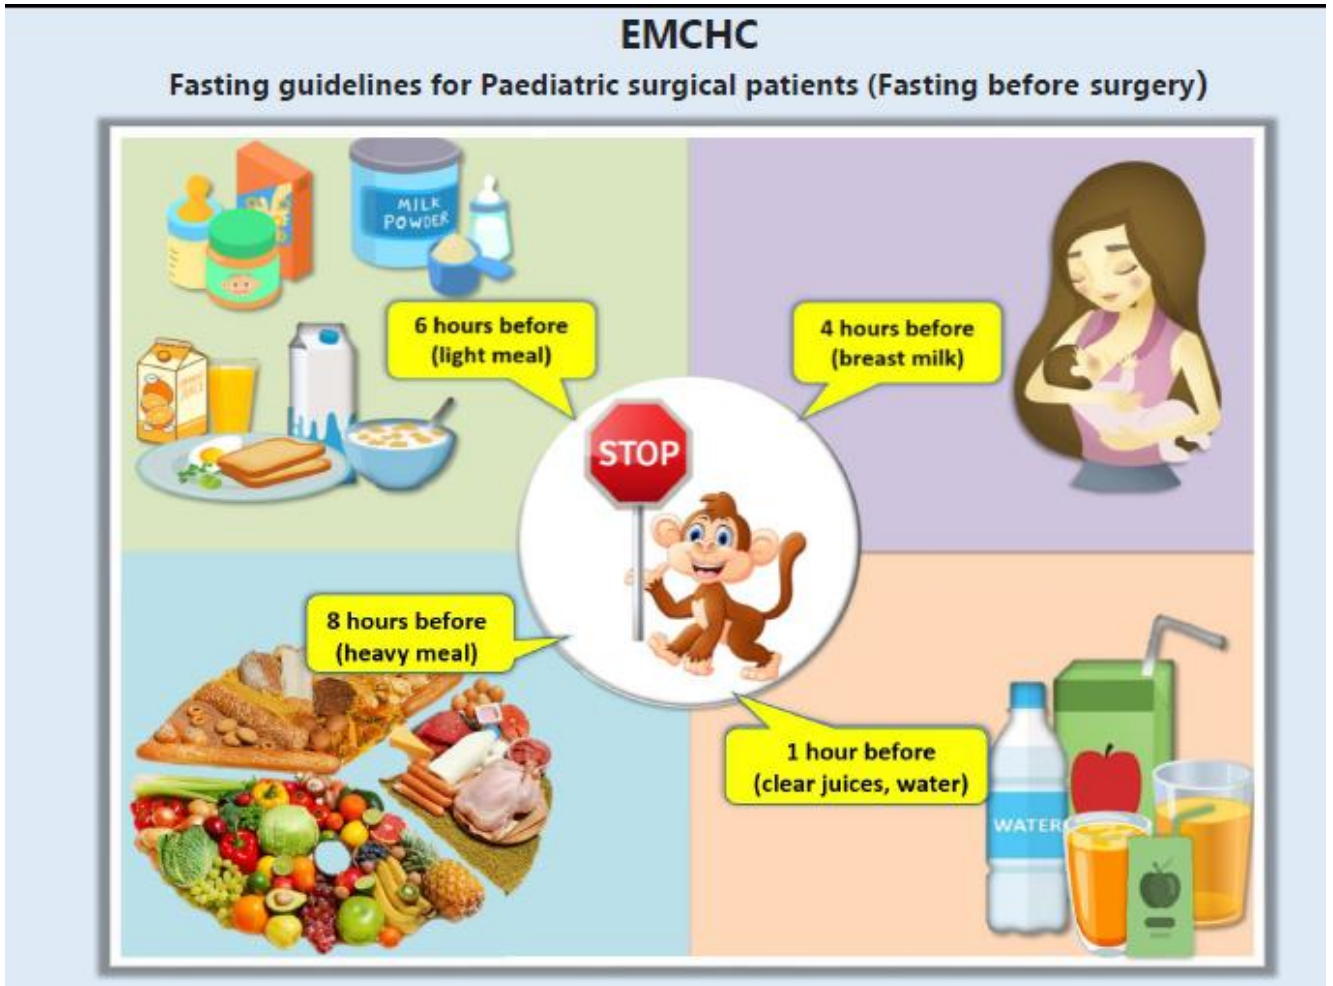 EMCHC
Fasting guidelines for Paediatric surgical patients (Fasting before surgery)
MILK
POWDER
6 hours before
(light meal)
4 hours before
(breast milk)
STOP
8 hours before
(heavy meal)
1 hour before
(clear juices, water)
WATER